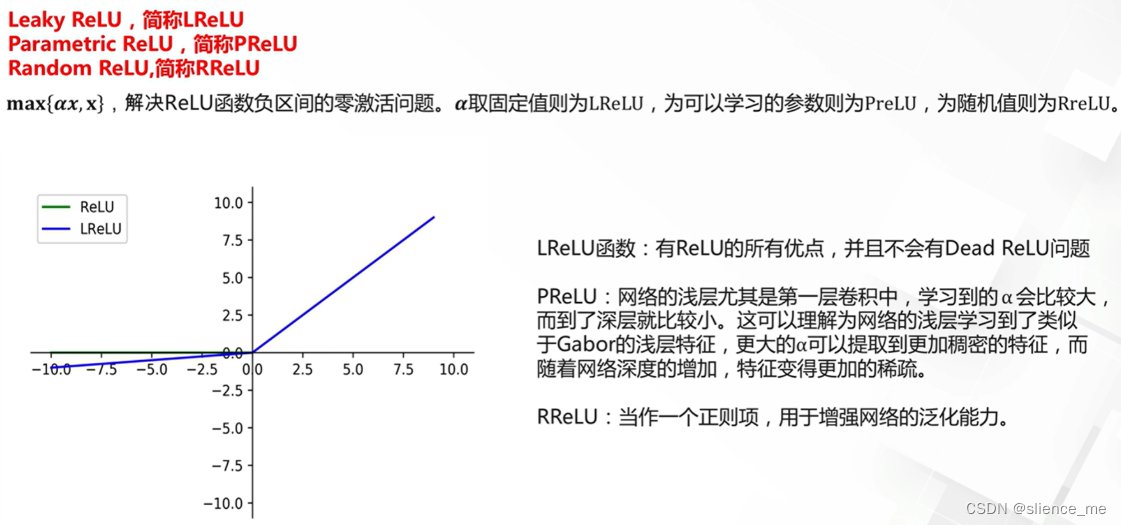 Leaky ReLU，简称LReLU
Parametric ReLU，简称PReLU
Random ReLU,简称RReLU
max{αx, x}，解决ReLU函数负区间的零激活问题。α取固定值则为LReLU，为可以学习的参数则为PreLU，为随机值则为RreLU。
ReLU
LReLU
10.0
7.5
5.0
2.5
0.0
−10.0 −7.5 −5.0 −2.5 0.0 2.5 5.0 7.5 10.0
−2.5
−5.0
−7.5
−10.0
LReLU函数：有ReLU的所有优点，并且不会有Dead ReLU问题
PReLU：网络的浅层尤其是第一层卷积中，学习到的α会比较大，
而到了深层就比较小。这可以理解为网络的浅层学习到了类似
于Gabor的浅层特征，更大的α可以提取到更加稠密的特征，而
随着网络深度的增加，特征变得更加的稀疏。
RReLU：当作一个正则项，用于增强网络的泛化能力。
CSDN @slience_me